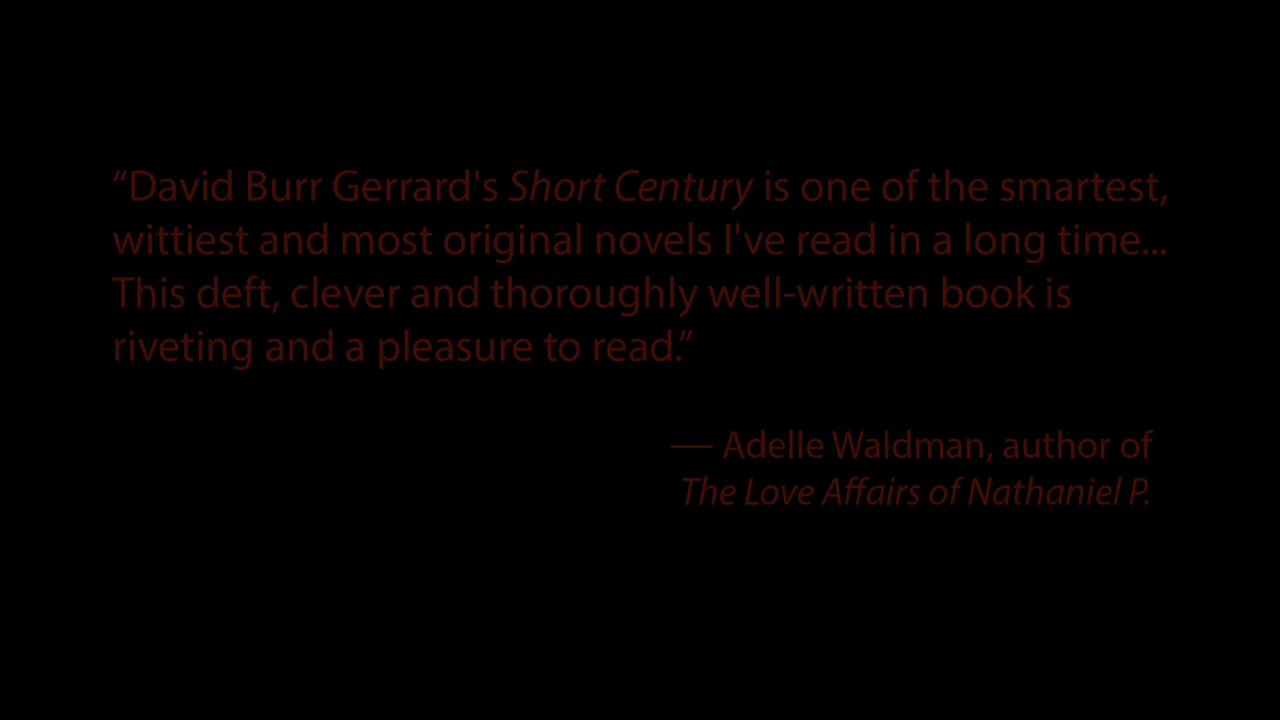 “David Burr Gerrard's Short Century is one of the smartest,
wittiest and most original novels I've read in a long time...
This deft, clever and thoroughly well-written book is
riveting and a pleasure to read.”
— Adelle Waldman, author of
The Love Affairs of Nathaniel P.